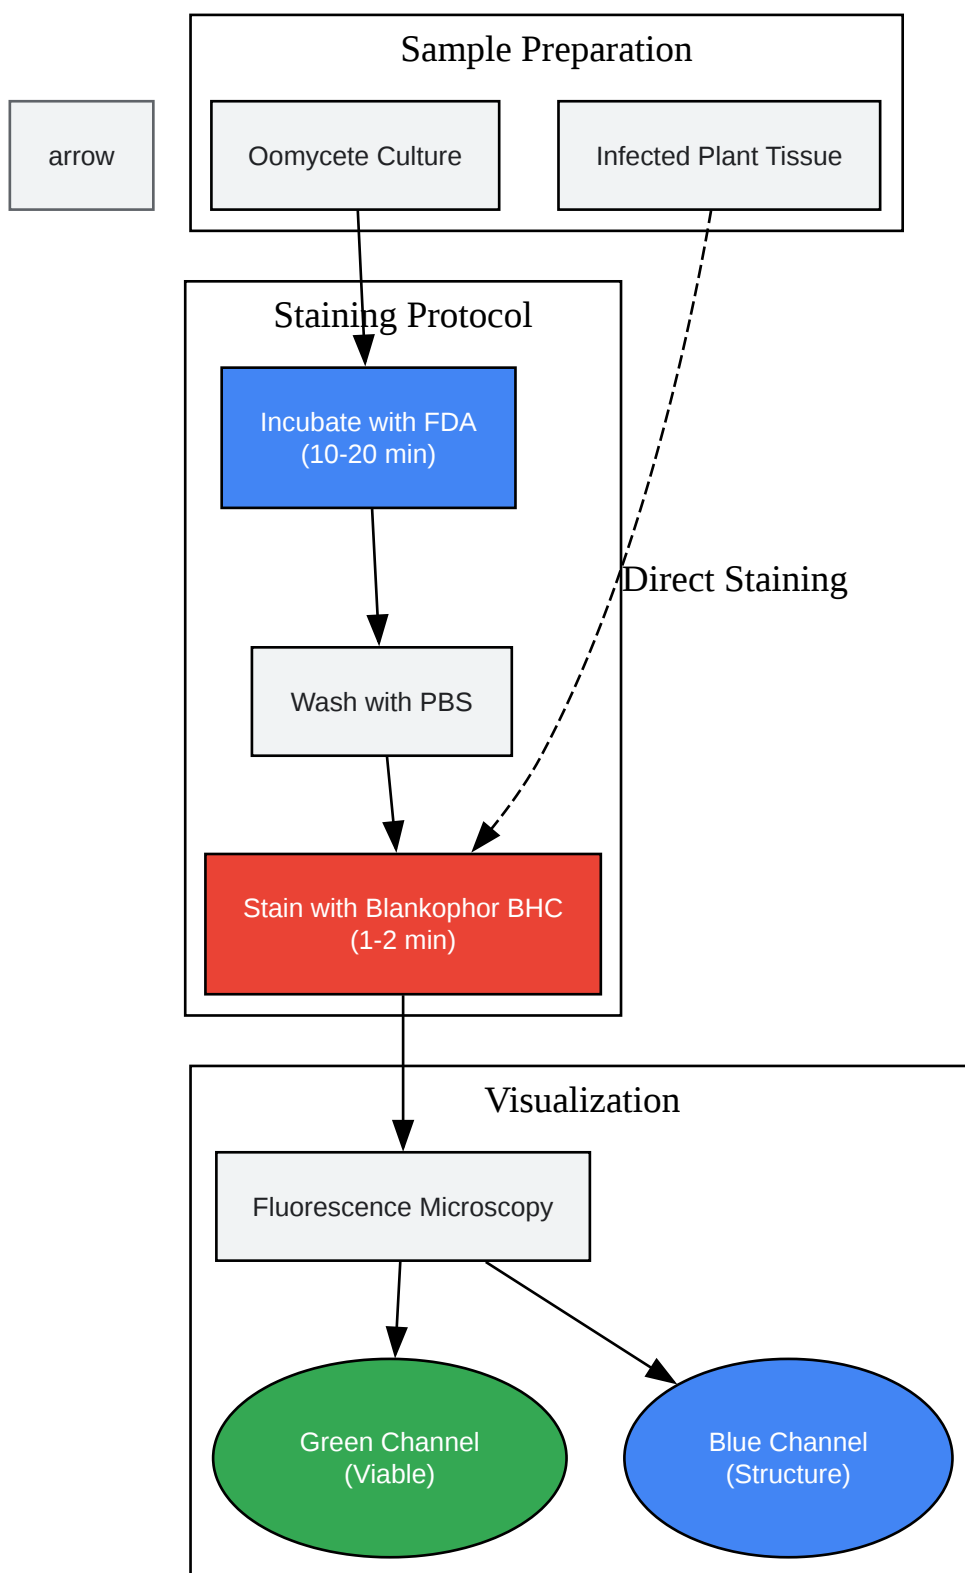 Sample Preparation
arrow
Oomycete Culture
Infected Plant Tissue
Staining Protocol
Incubate with FDA
(10-20 min)
Direct Staining
Wash with PBS
Stain with Blankophor BHC
(1-2 min)
Visualization
Fluorescence Microscopy
Green Channel
(Viable)
Blue Channel
(Structure)